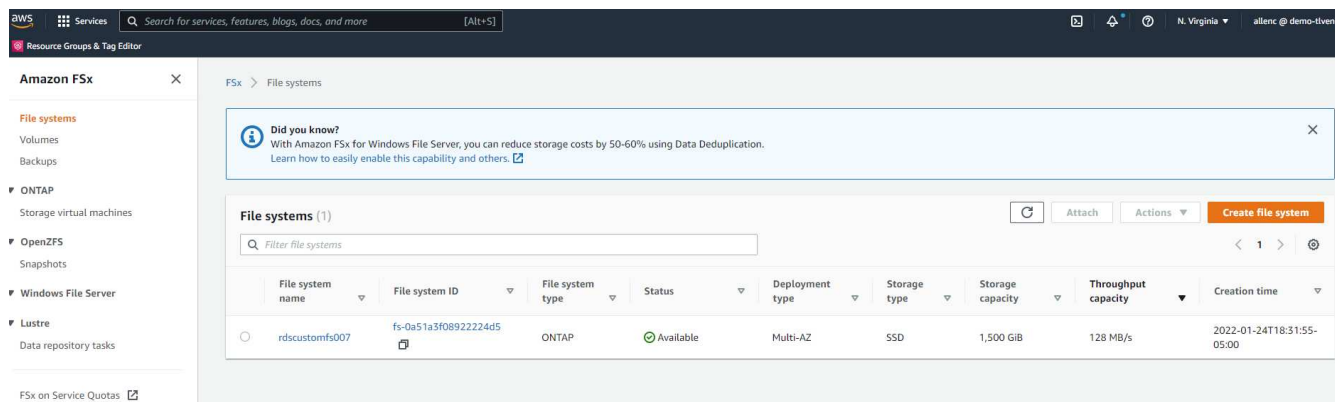 aws
Services
Search for services, features, blogs, docs, and more
[Alt+S]
N. Virginia
allenc @ demo-tlven
Resource Groups & Tag Editor
Amazon FSx
File systems
Volumes
Backups
ONTAP
Storage virtual machines
OpenZFS
Snapshots
Windows File Server
Lustre
Data repository tasks
FSx on Service Quotas
FSx > File systems
Did you know?
With Amazon FSx for Windows File Server, you can reduce storage costs by 50-60% using Data Deduplication.
Learn how to easily enable this capability and others.
File systems (1)
Attach
Actions
Create file system
Filter file systems
< 1 >
File system
name
File system ID
File system
type
Status
Deployment
type
Storage
type
Storage
capacity
Throughput
capacity
Creation time
rdscustomfs007
fs-0a51a3f08922224d5
ONTAP
Available
Multi-AZ
SSD
1,500 GiB
128 MB/s
2022-01-24T18:31:55-
05:00